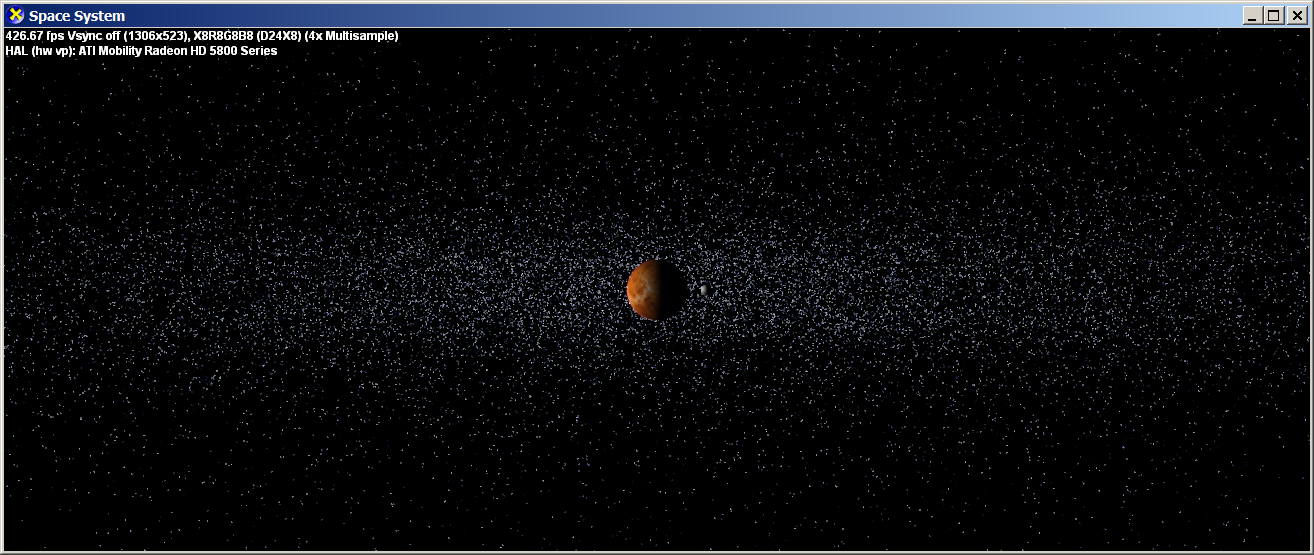 Space System
426.67 fps Vsync off (1306x523), X8R8G8B8 (D24X8) (4x Multisample)
HAL (hw vp): ATI Mobility Radeon HD 5800 Series